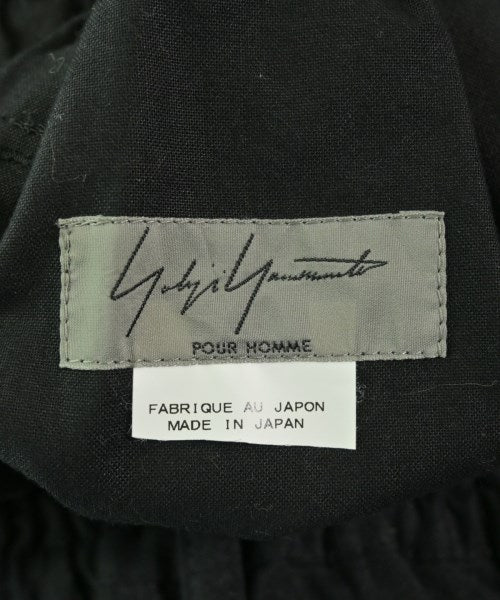 Yohji Yamamoto
POUR HOMME
FABRIQUE AU JAPON
MADE IN JAPAN